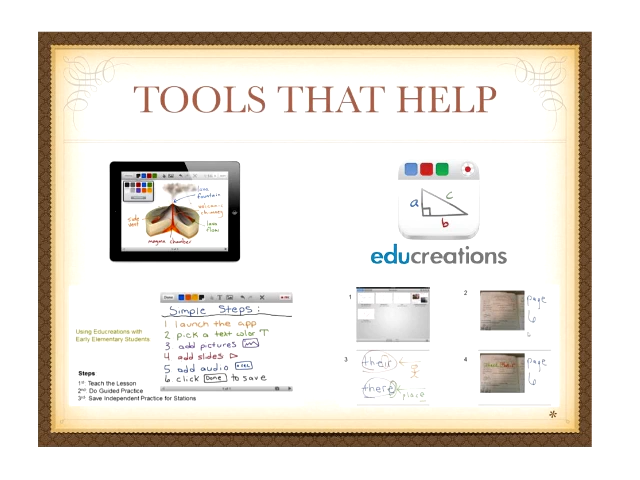 TOOLS THAT HELP
lava
fountain
side
vent
lava
flow
magma chamber
a
c
b
educreations
Using Educreations with
Early Elementary Students
Steps
1st Teach the Lesson
2nd Do Guided Practice
3rd Save Independent Practice for Stations
Simple Steps:
1 launch the app
2 pick a text color T
3 add pictures
4 add slides
5 add audio REC
6 click Done to save
1
2
page
6
3
their
there
place
4
page
6
*